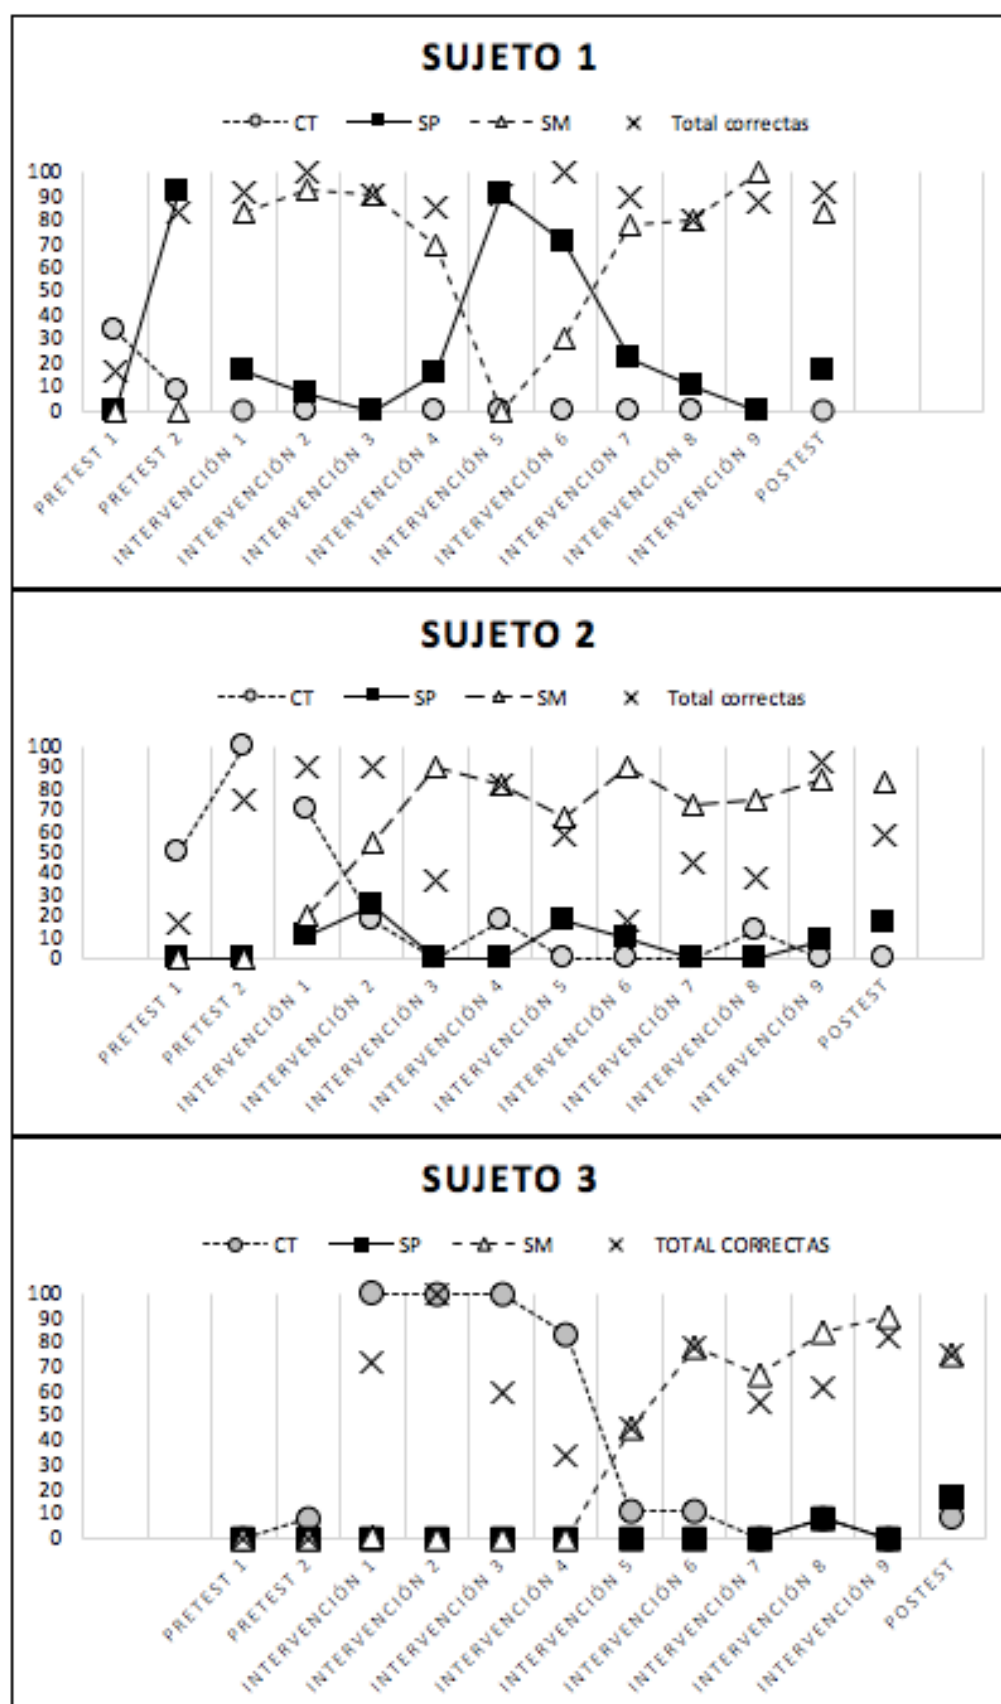 SUJETO 1
CT SP SM Total correctas
100
90
80
70
60
50
40
30
20
10
0
PRETEST 1
PRETEST 2
INTERVENCIÓN 1
INTERVENCIÓN 2
INTERVENCIÓN 3
INTERVENCIÓN 4
INTERVENCIÓN 5
INTERVENCIÓN 6
INTERVENCIÓN 7
INTERVENCIÓN 8
INTERVENCIÓN 9
POSTEST
SUJETO 2
CT SP SM Total correctas
100
90
80
70
60
50
40
30
20
10
0
PRETEST 1
PRETEST 2
INTERVENCIÓN 1
INTERVENCIÓN 2
INTERVENCIÓN 3
INTERVENCIÓN 4
INTERVENCIÓN 5
INTERVENCIÓN 6
INTERVENCIÓN 7
INTERVENCIÓN 8
INTERVENCIÓN 9
POSTEST
SUJETO 3
CT SP SM TOTAL CORRECTAS
100
90
80
70
60
50
40
30
20
10
0
PRETEST 1
PRETEST 2
INTERVENCIÓN 1
INTERVENCIÓN 2
INTERVENCIÓN 3
INTERVENCIÓN 4
INTERVENCIÓN 5
INTERVENCIÓN 6
INTERVENCIÓN 7
INTERVENCIÓN 8
INTERVENCIÓN 9
POSTEST